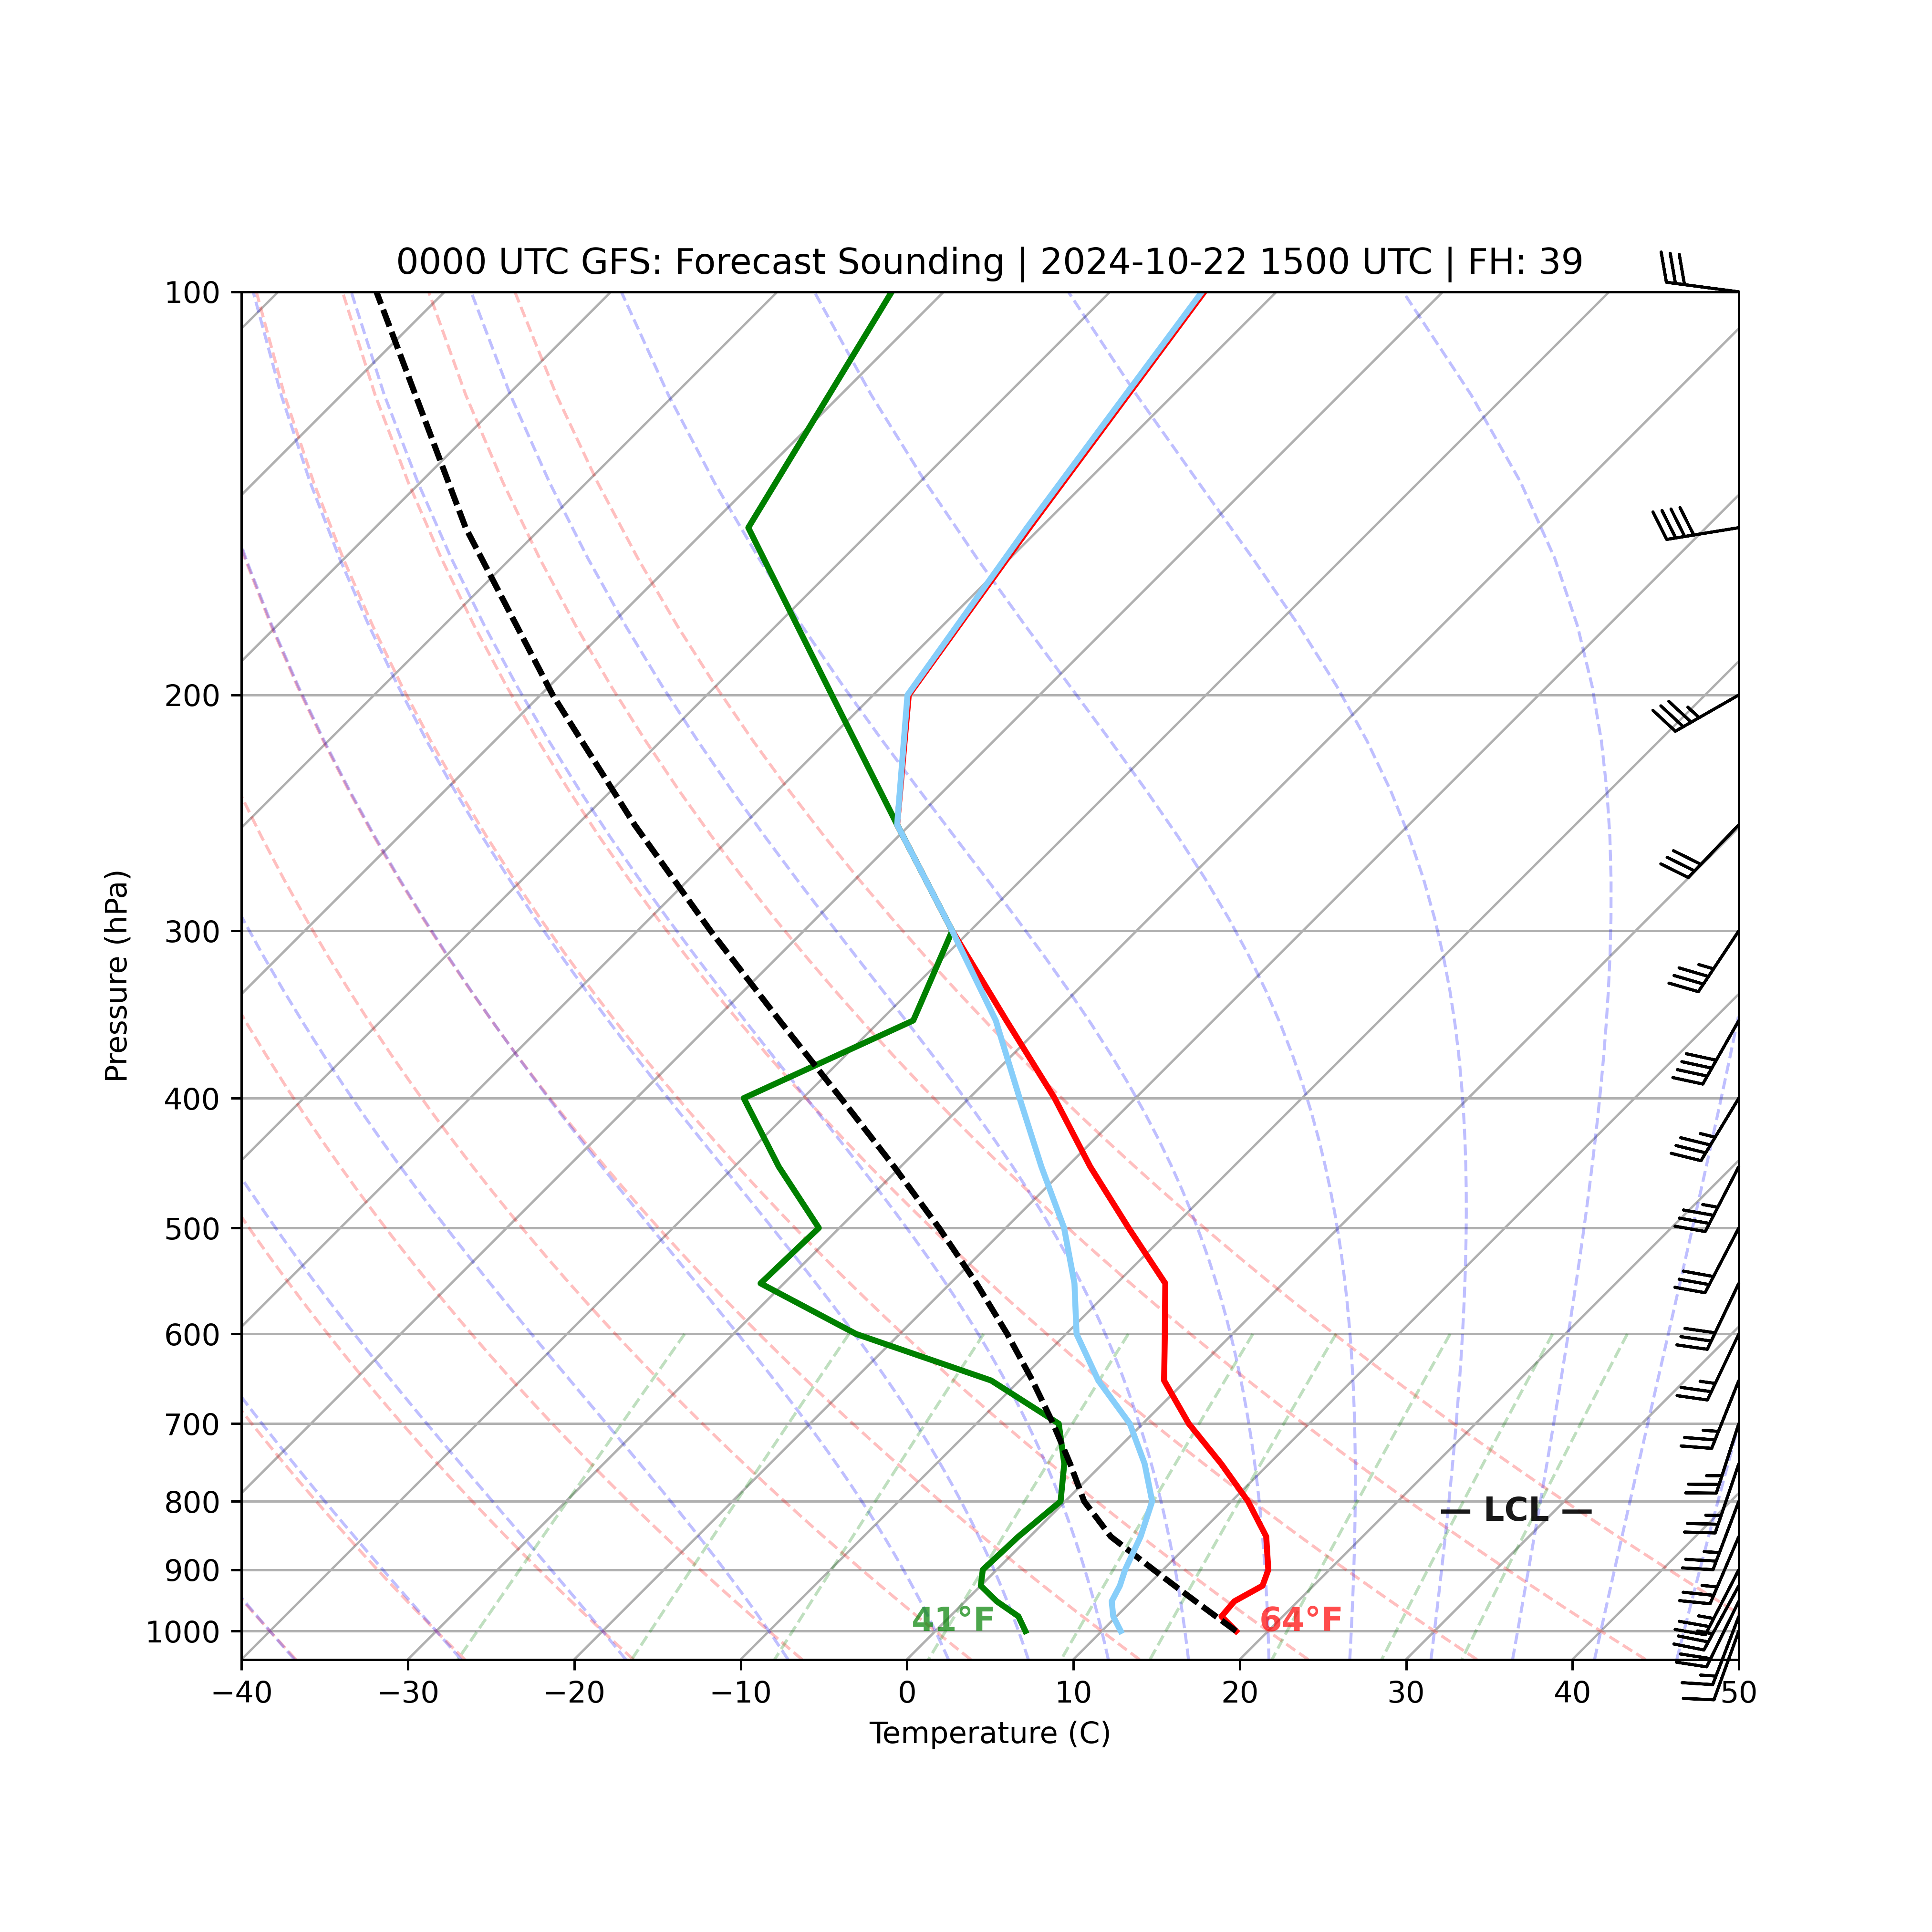 0000 UTC GFS: Forecast Sounding | 2024-10-22 1500 UTC | FH: 39
100
200
300
400
500
600
700
800
900
1000
Pressure (hPa)
— LCL —
41°F
64°F
−40 −30 −20 −10 0 10 20 30 40 50
Temperature (C)